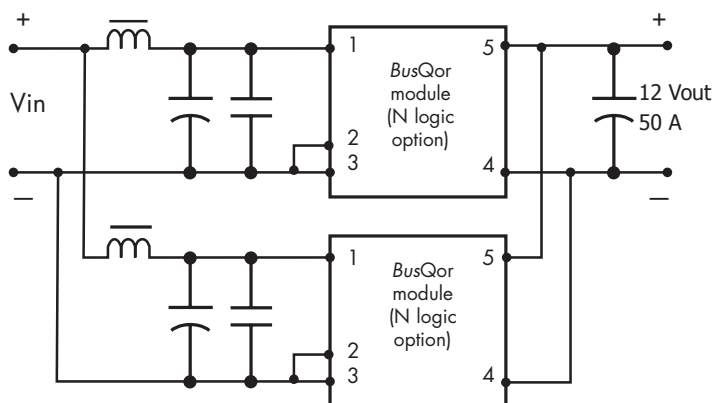 +
+
1
5
BusQor
module
(N logic
option)
Vin
12 Vout
50 A
2
3
4
—
—
1
5
BusQor
module
(N logic
option)
2
3
4